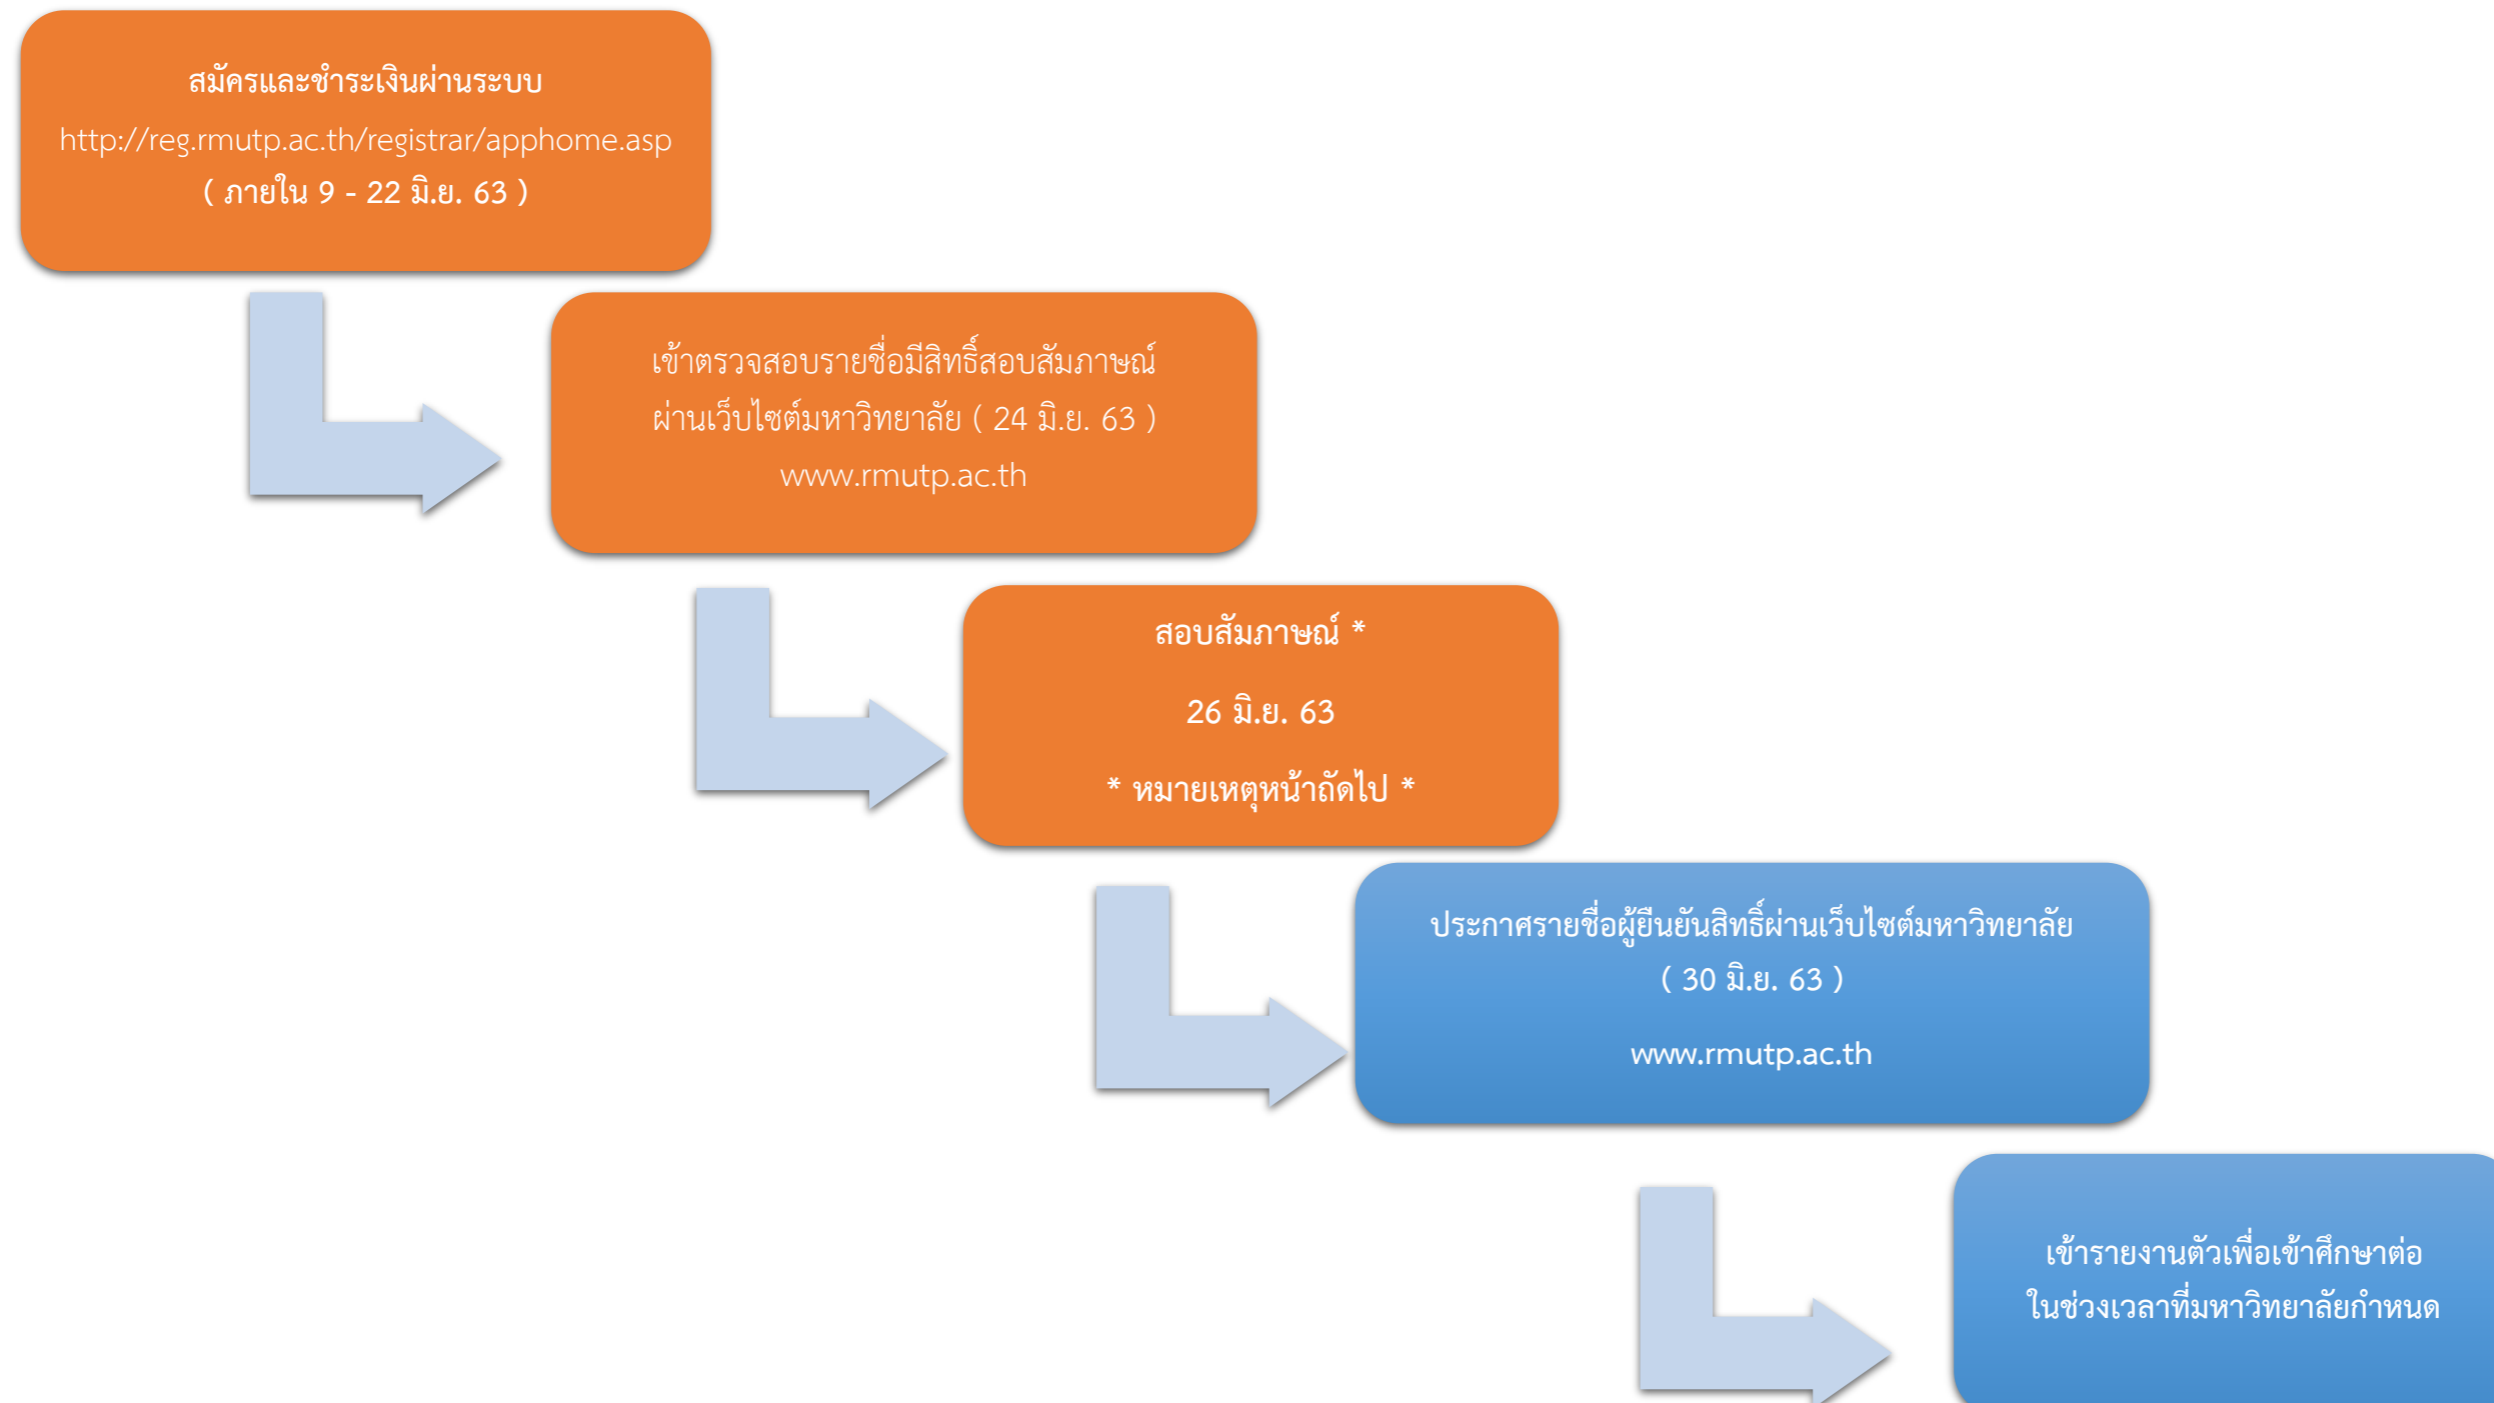 สมัครและชำระเงินผ่านระบบ
http://reg.rmutp.ac.th/registrar/apphome.asp
( ภายใน 9 - 22 มิ.ย. 63 )
เข้าตรวจสอบรายชื่อมีสิทธิ์สอบสัมภาษณ์
ผ่านเว็บไซต์มหาวิทยาลัย ( 24 มิ.ย. 63 )
www.rmutp.ac.th
สอบสัมภาษณ์ *
26 มิ.ย. 63
* หมายเหตุหน้าถัดไป *
ประกาศรายชื่อผู้ยืนยันสิทธิ์ผ่านเว็บไซต์มหาวิทยาลัย
( 30 มิ.ย. 63 )
www.rmutp.ac.th
เข้ารายงานตัวเพื่อเข้าศึกษาต่อ
ในช่วงเวลาที่มหาวิทยาลัยกำหนด